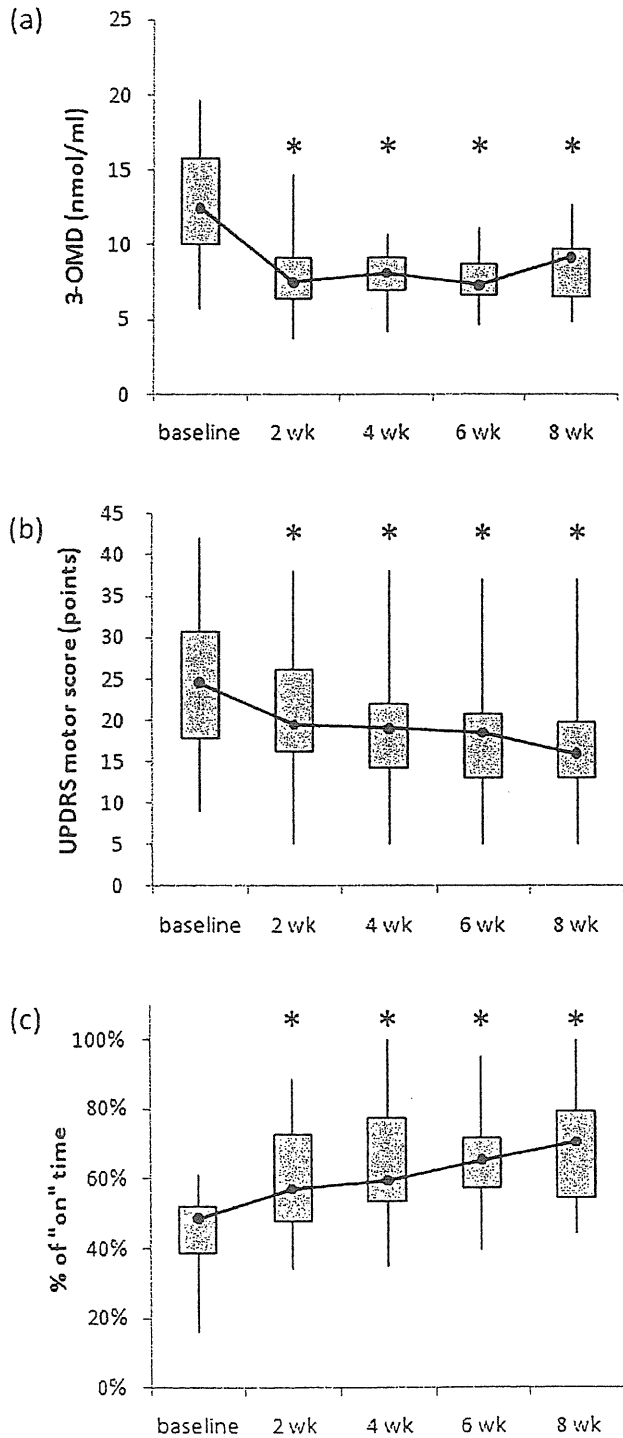 (a)
3-OMD (nmol/ml)
25
20
15
10
5
0
* * * *
baseline 2 wk 4 wk 6 wk 8 wk
(b)
UPDRS motor score (points)
45
40
35
30
25
20
15
10
5
0
* * * *
baseline 2 wk 4 wk 6 wk 8 wk
(c)
% of "on" time
100%
80%
60%
40%
20%
0%
* * * *
baseline 2 wk 4 wk 6 wk 8 wk